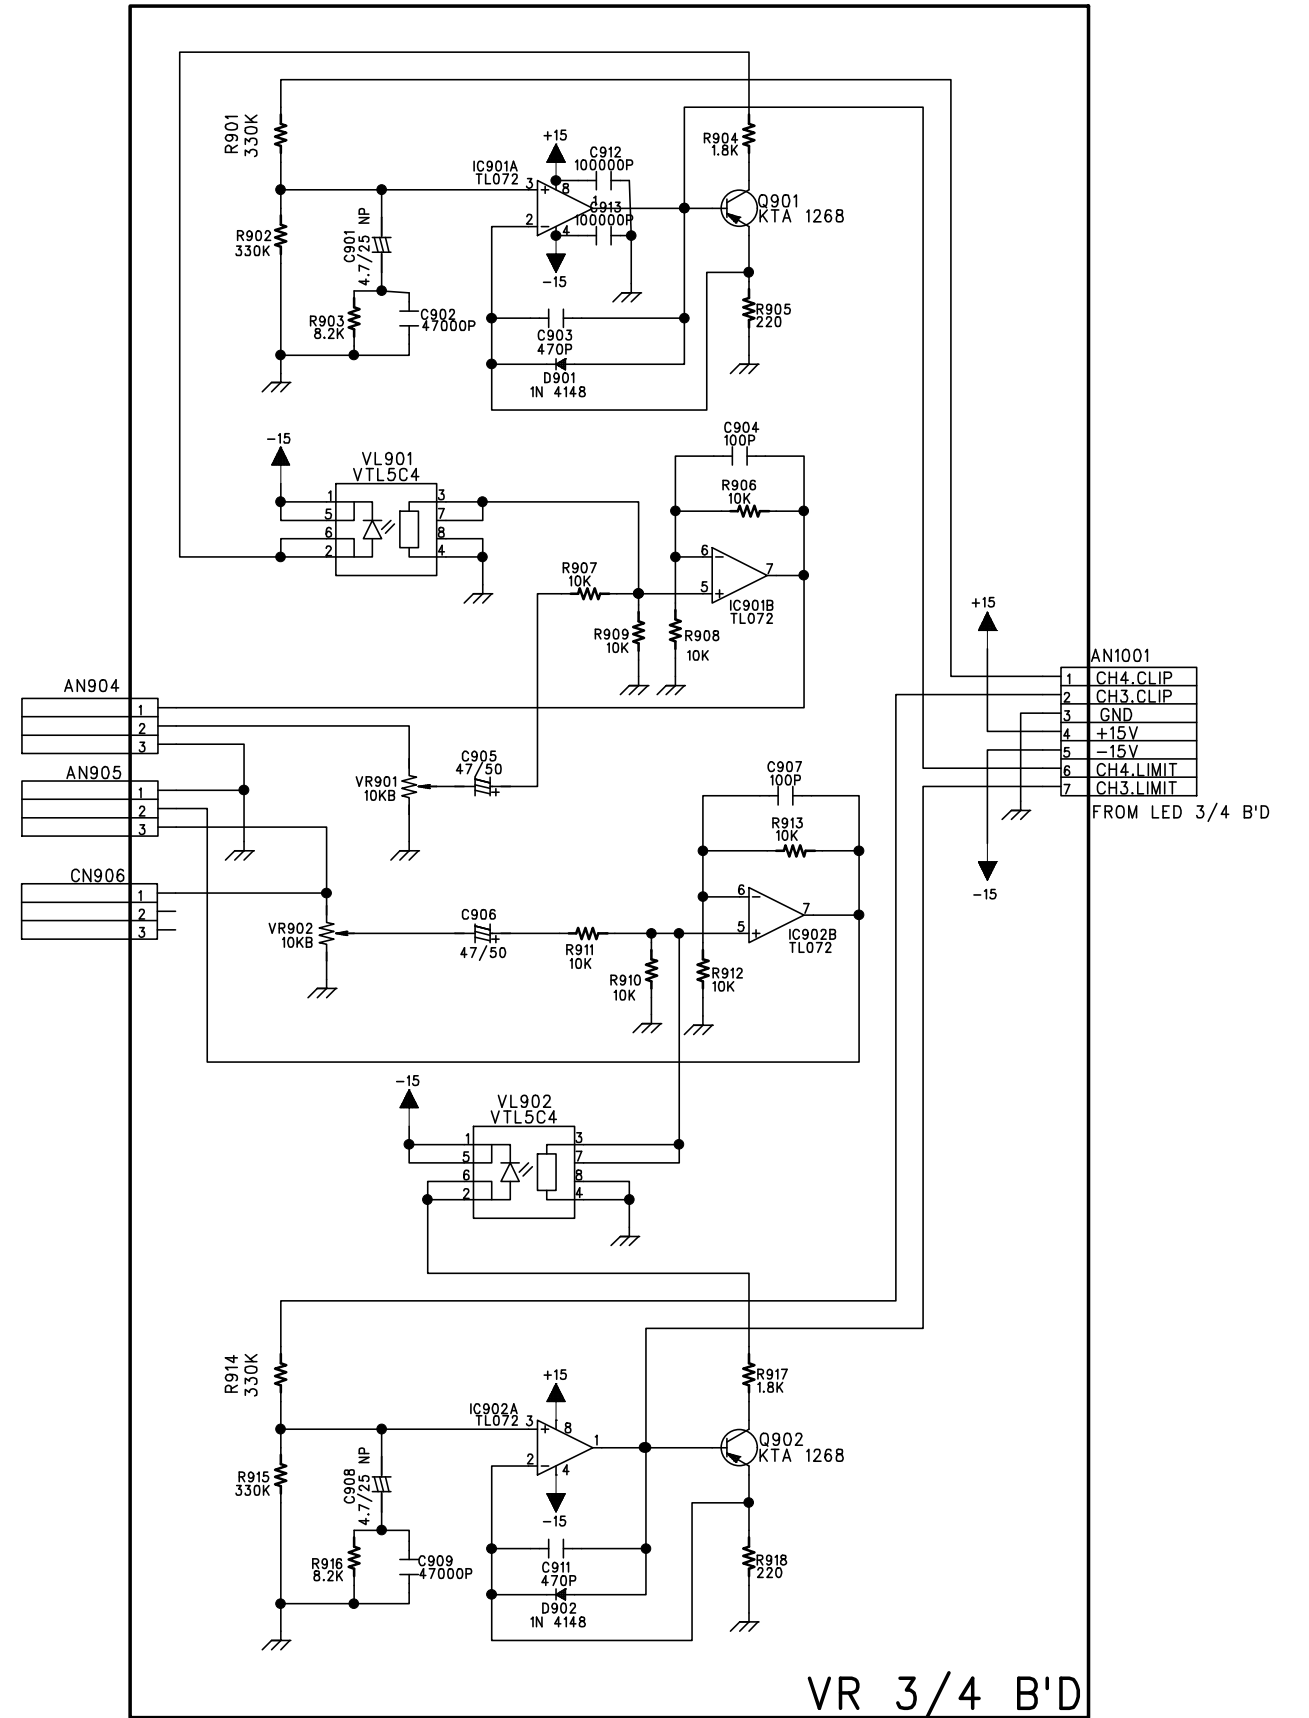 R901
330K
R902
330K
C901
4.7/25 NP
R903
8.2K
C902
47000P
IC901A
TL072
3
+
2
−
+15
8
1
4
-15
C912
100000P
C913
100000P
C903
470P
D901
1N 4148
R904
1.8K
Q901
KTA 1268
R905
220
-15
VL901
VTL5C4
1
5
6
2
3
7
8
4
C904
100P
R906
10K
R907
10K
R909
10K
R908
10K
6
−
5
+
7
IC901B
TL072
+15
AN1001
1
CH4.CLIP
2
CH3.CLIP
3
GND
4
+15V
5
-15V
6
CH4.LIMIT
7
CH3.LIMIT
FROM LED 3/4 B'D
-15
AN904
1
2
3
AN905
1
2
3
CN906
1
2
3
VR901
10KB
C905
47/50
+
VR902
10KB
C906
47/50
+
R911
10K
R910
10K
R912
10K
C907
100P
R913
10K
6
−
5
+
7
IC902B
TL072
-15
VL902
VTL5C4
1
5
6
2
3
7
8
4
R914
330K
R915
330K
C908
4.7/25 NP
R916
8.2K
C909
47000P
IC902A
TL072
3
+
2
−
+15
8
1
4
-15
C911
470P
D902
1N 4148
R917
1.8K
Q902
KTA 1268
R918
220
VR 3/4 B'D